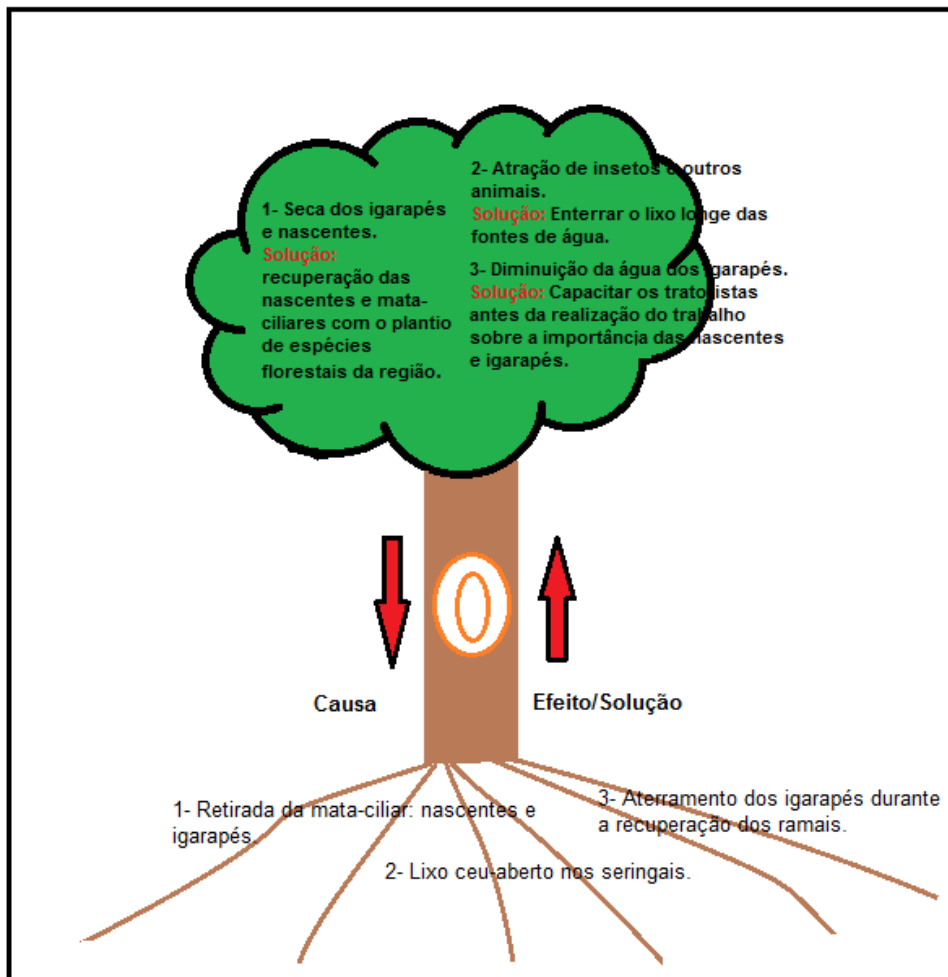 1- Seca dos igarapés
e nascentes.
Solução:
recuperação das
nascentes e mata-
ciliares com o plantio
de espécies
florestais da região.
2- Atração de insetos e outros
animais.
Solução: Enterrar o lixo longe das
fontes de água.
3- Diminuição da água dos igarapés.
Solução: Capacitar os tratoristas
antes da realização do trabalho
sobre a importância das nascentes
e igarapés.
Causa
Efeito/Solução
1- Retirada da mata-ciliar: nascentes e
igarapés.
2- Lixo ceu-aberto nos seringais.
3- Aterramento dos igarapés durante
a recuperação dos ramais.